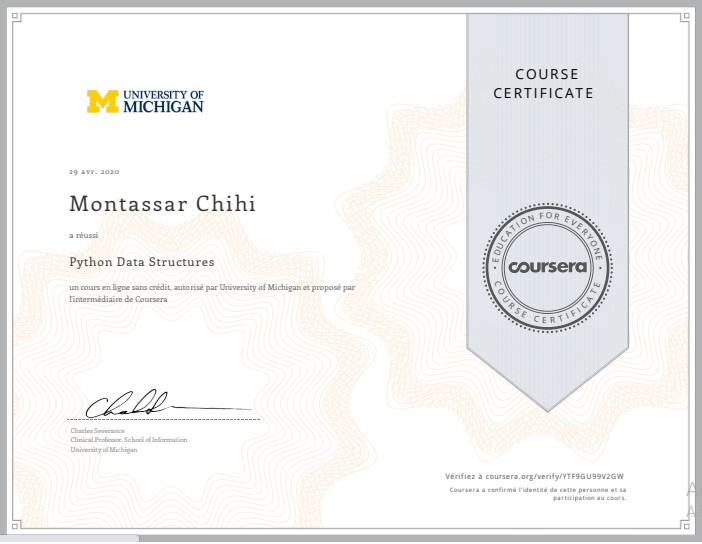 UNIVERSITY OF
MICHIGAN
COURSE
CERTIFICATE
29 avr. 2020
Montassar Chihi
a réussi
Python Data Structures
un cours en ligne sans crédit, autorisé par University of Michigan et proposé par
l'intermédiaire de Coursera
EDUCATION FOR EVERYONE
coursera
COURSE CERTIFICATE
Charles Severance
Clinical Professor, School of Information
University of Michigan
Vérifiez à coursera.org/verify/YTF9GU99V2GW
Coursera a confirmé l'identité de cette personne et sa
participation au cours.